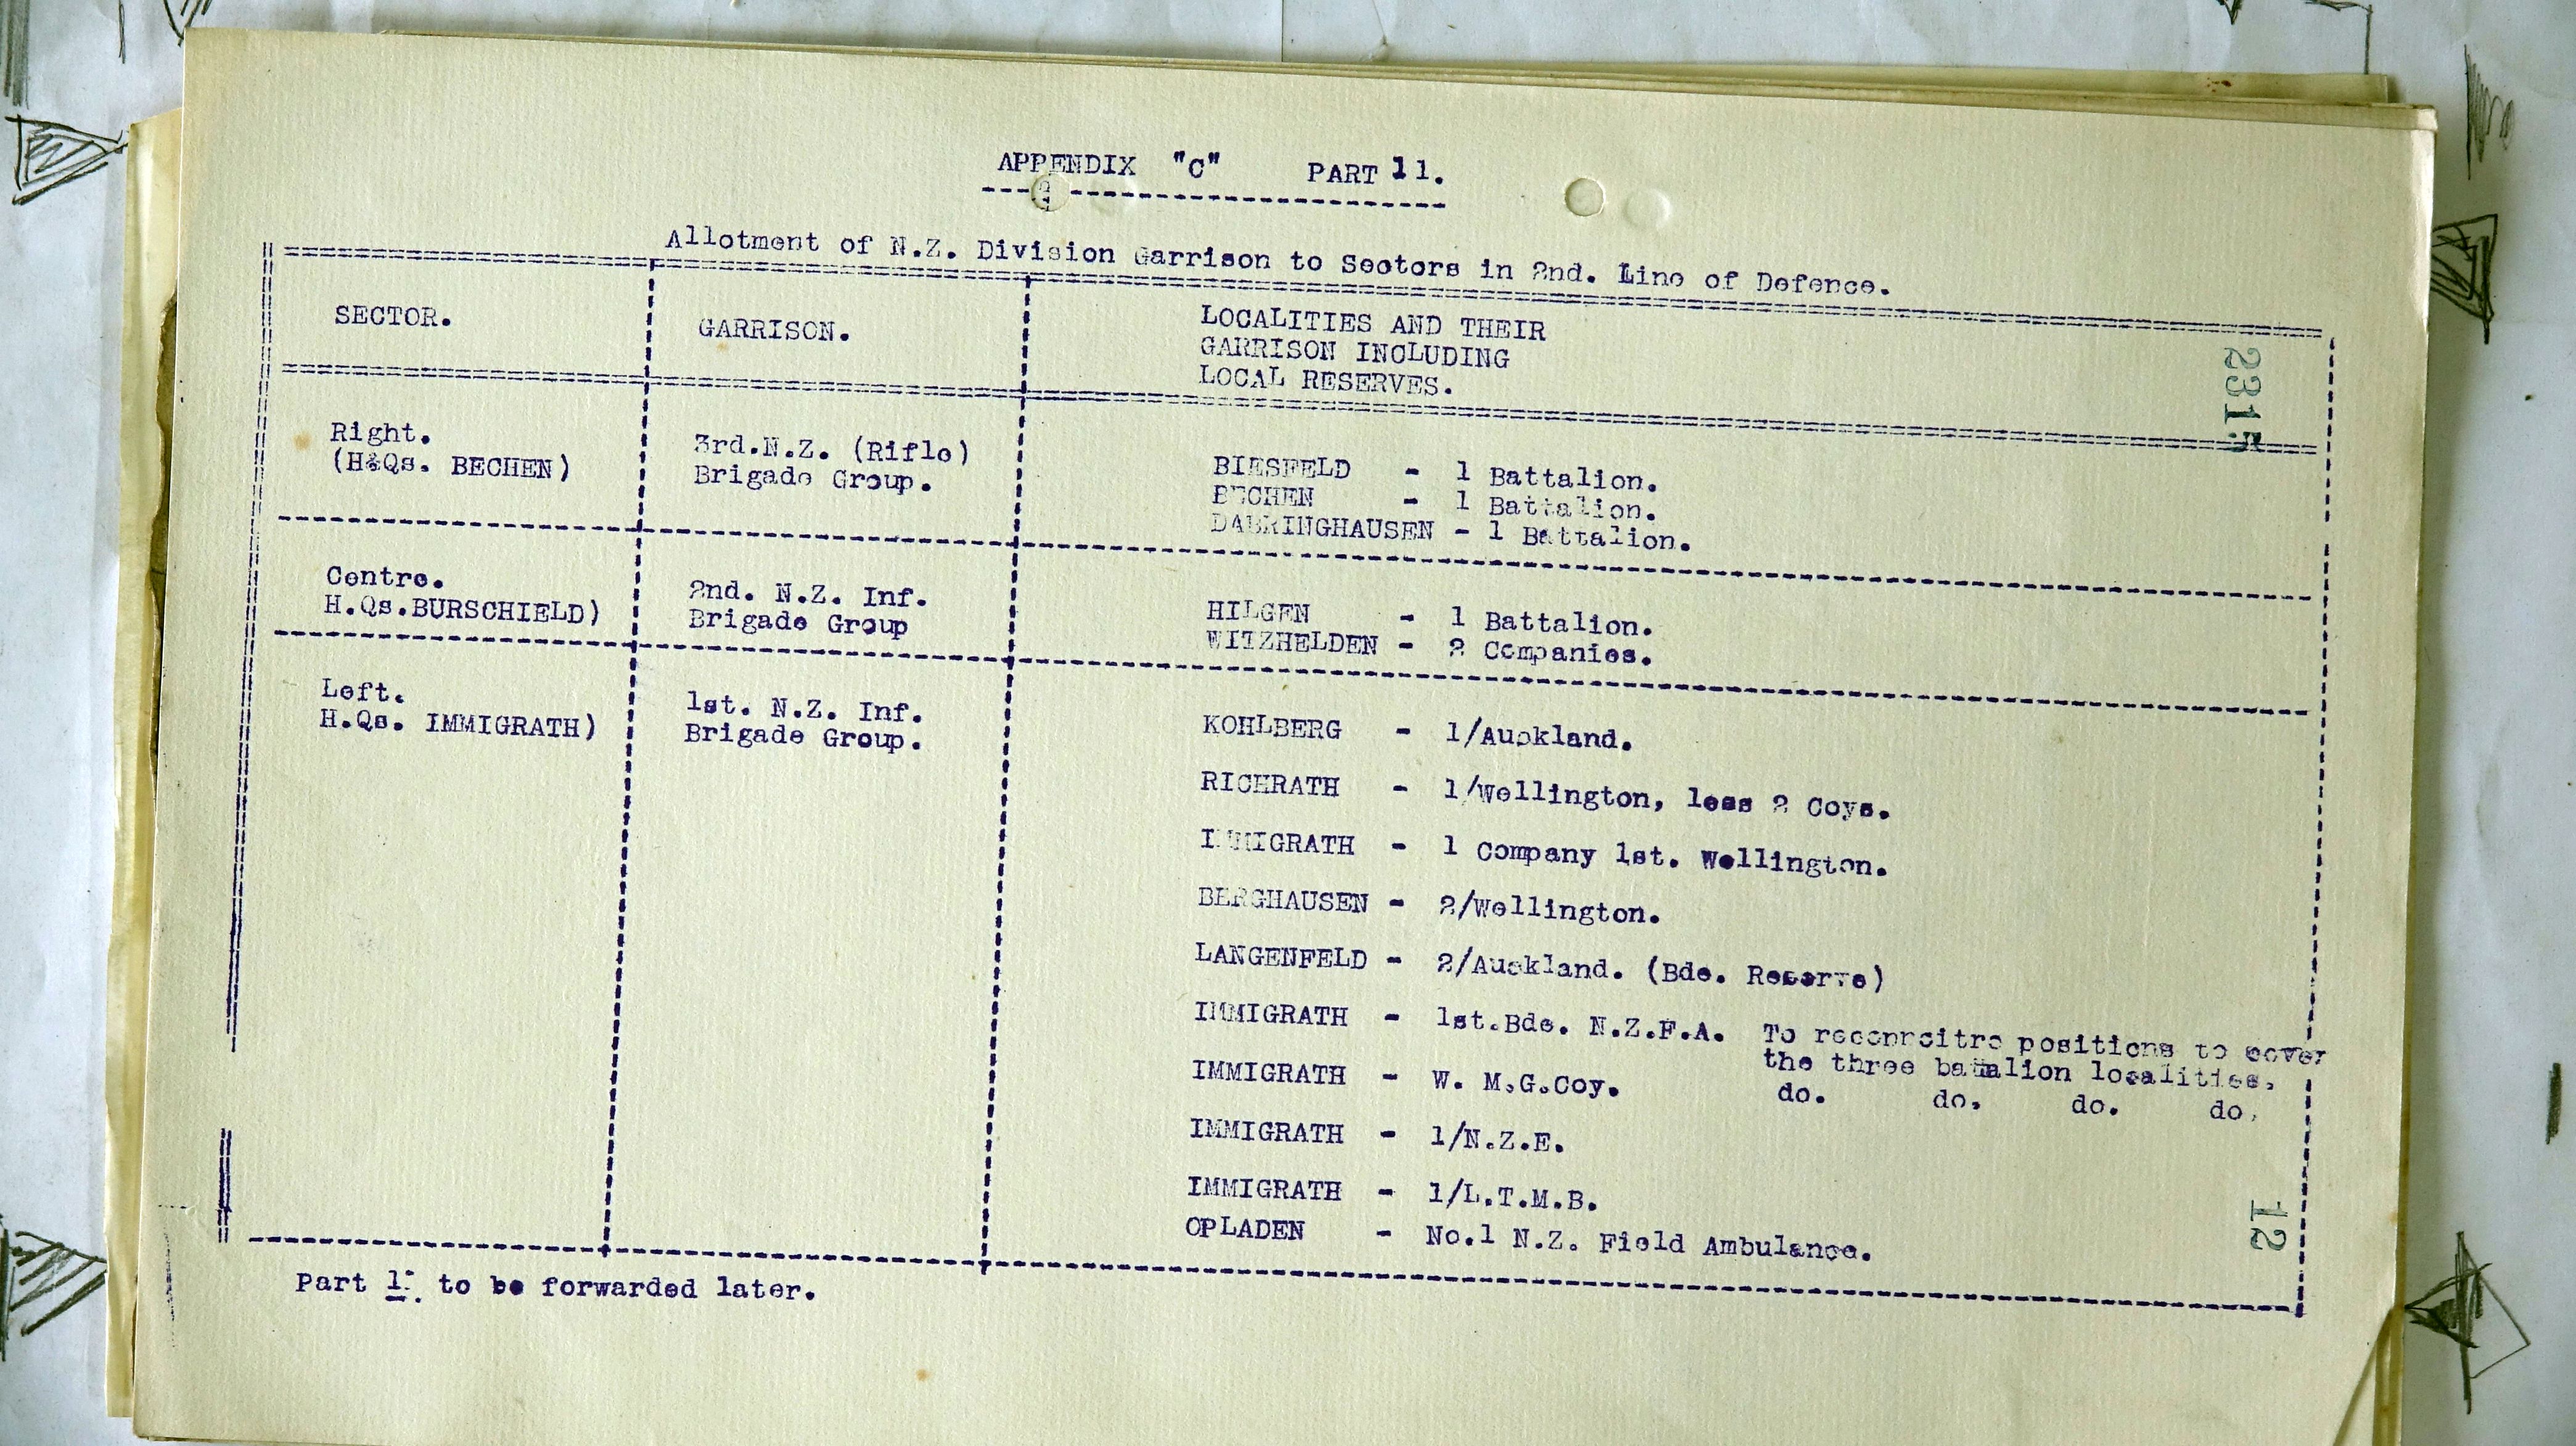 APPENDIX "C" PART 11.
Allotment of N.Z. Division Garrison to Sectors in 2nd. Line of Defence.
SECTOR.
GARRISON.
LOCALITIES AND THEIR
GARRISON INCLUDING
LOCAL RESERVES.
2315
Right.
(H&Qs. BECHEN)
3rd.N.Z. (Rifle)
Brigade Group.
BIESFELD - 1 Battalion.
BECHEN - 1 Battalion.
DABRINGHAUSEN - 1 Battalion.
Centre.
H.Qs.BURSCHIELD)
2nd. N.Z. Inf.
Brigade Group
HILGEN - 1 Battalion.
WITZHELDEN - 2 Companies.
Left.
H.Qs. IMMIGRATH)
1st. N.Z. Inf.
Brigade Group.
KOHLBERG - 1/Auckland.
RICHRATH - 1/Wellington, less 2 Coys.
IMMIGRATH - 1 Company 1st. Wellington.
BERGHAUSEN - 2/Wellington.
LANGENFELD - 2/Auckland. (Bde. Reserve)
IMMIGRATH - 1st.Bde. N.Z.F.A. To reconnoitre positions to cover
the three battalion localities.
IMMIGRATH - W. M.G.Coy. do. do. do. do.
IMMIGRATH - 1/N.Z.E.
IMMIGRATH - 1/L.T.M.B.
OPLADEN - No.1 N.Z. Field Ambulance.
12
Part 1. to be forwarded later.